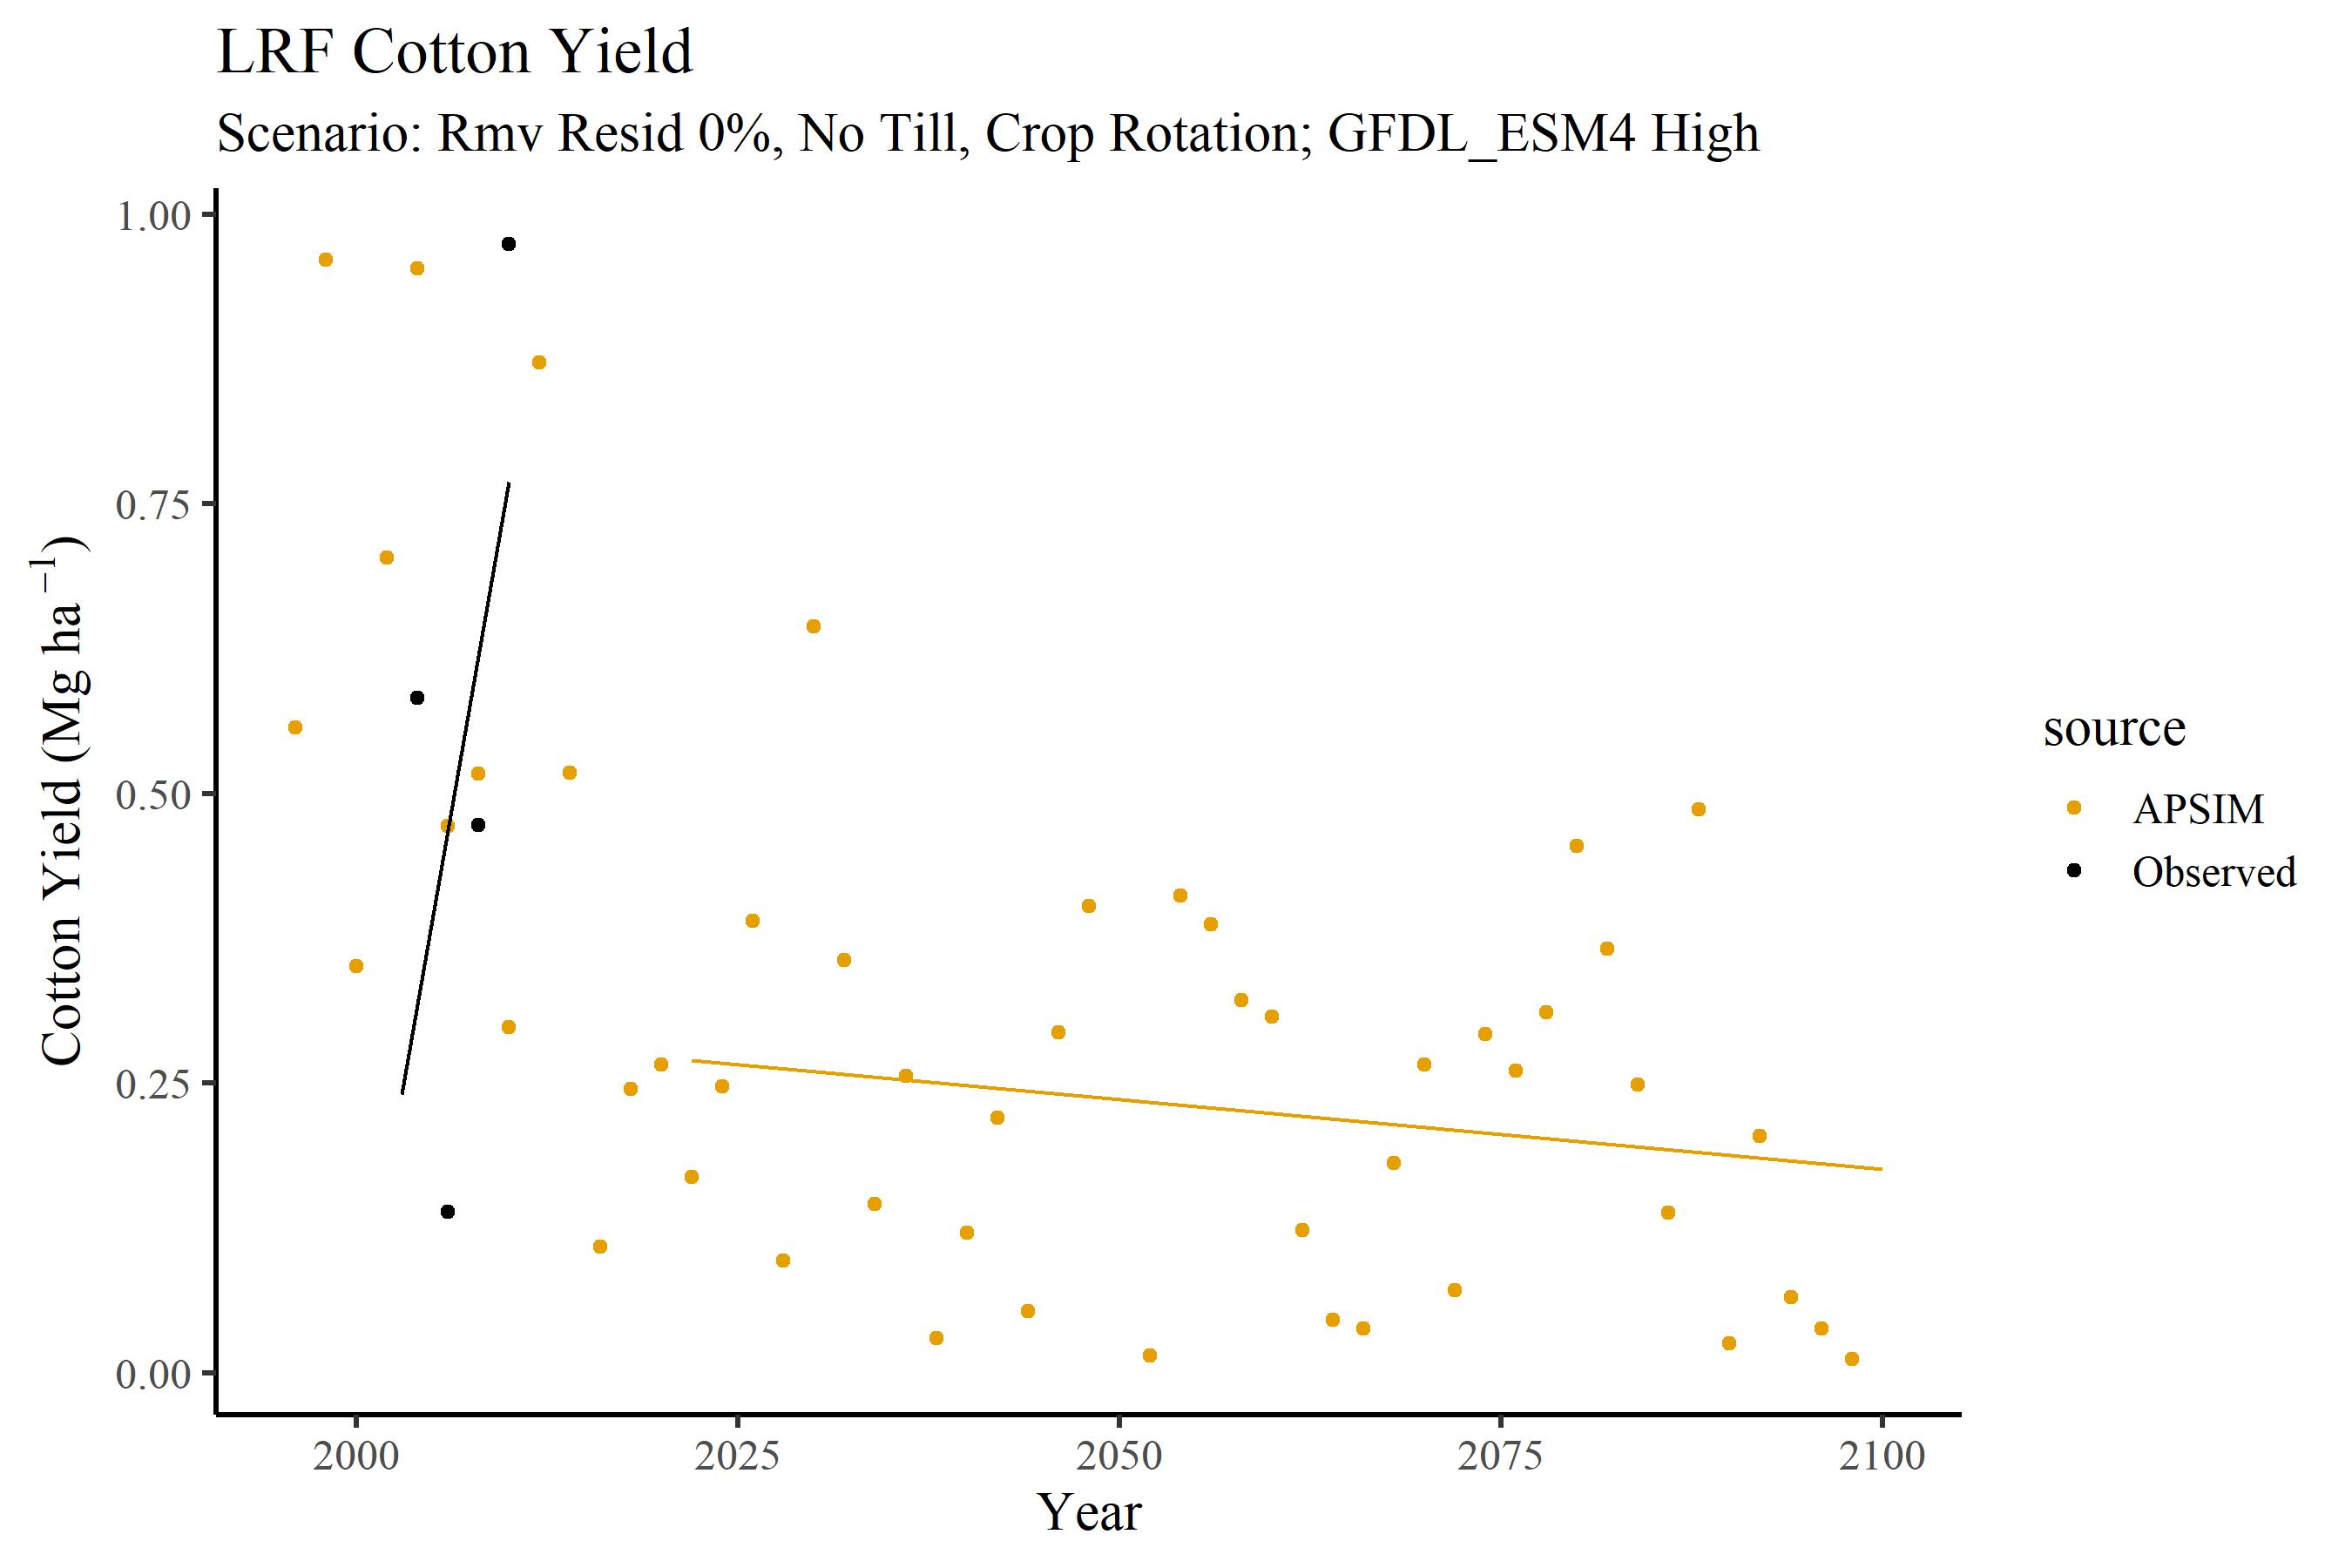 LRF Cotton Yield
Scenario: Rmv Resid 0%, No Till, Crop Rotation; GFDL_ESM4 High
Cotton Yield (Mg ha⁻¹)
1.00
0.75
0.50
0.25
0.00
2000 2025 2050 2075 2100
Year
source
APSIM
Observed